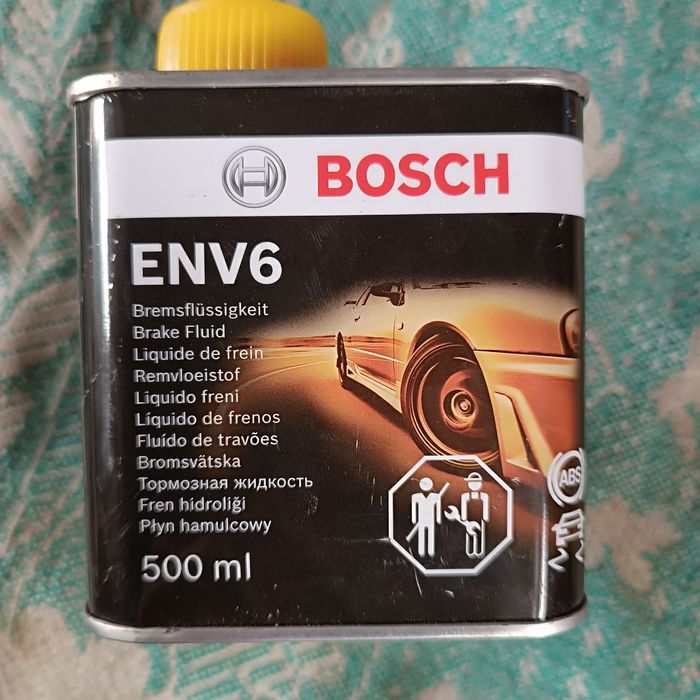 BOSCH
ENV6
Bremsflüssigkeit
Brake Fluid
Liquide de frein
Remvloeistof
Liquido freni
Líquido de frenos
Fluído de travões
Bromsvätska
Тормозная жидкость
Fren hidroliği
Płyn hamulcowy
500 ml
ABS